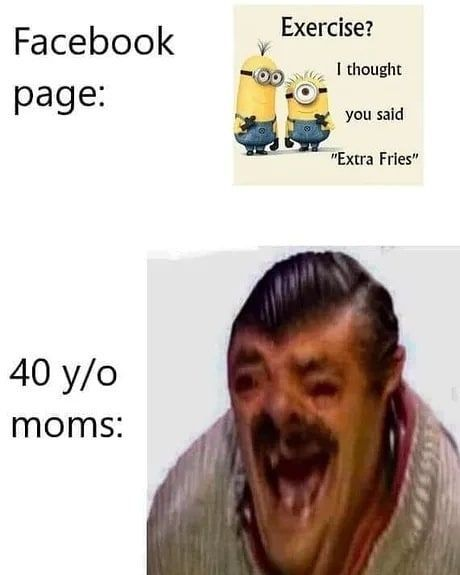 Facebook
page:
Exercise?
I thought
you said
"Extra Fries"
40 y/o
moms: